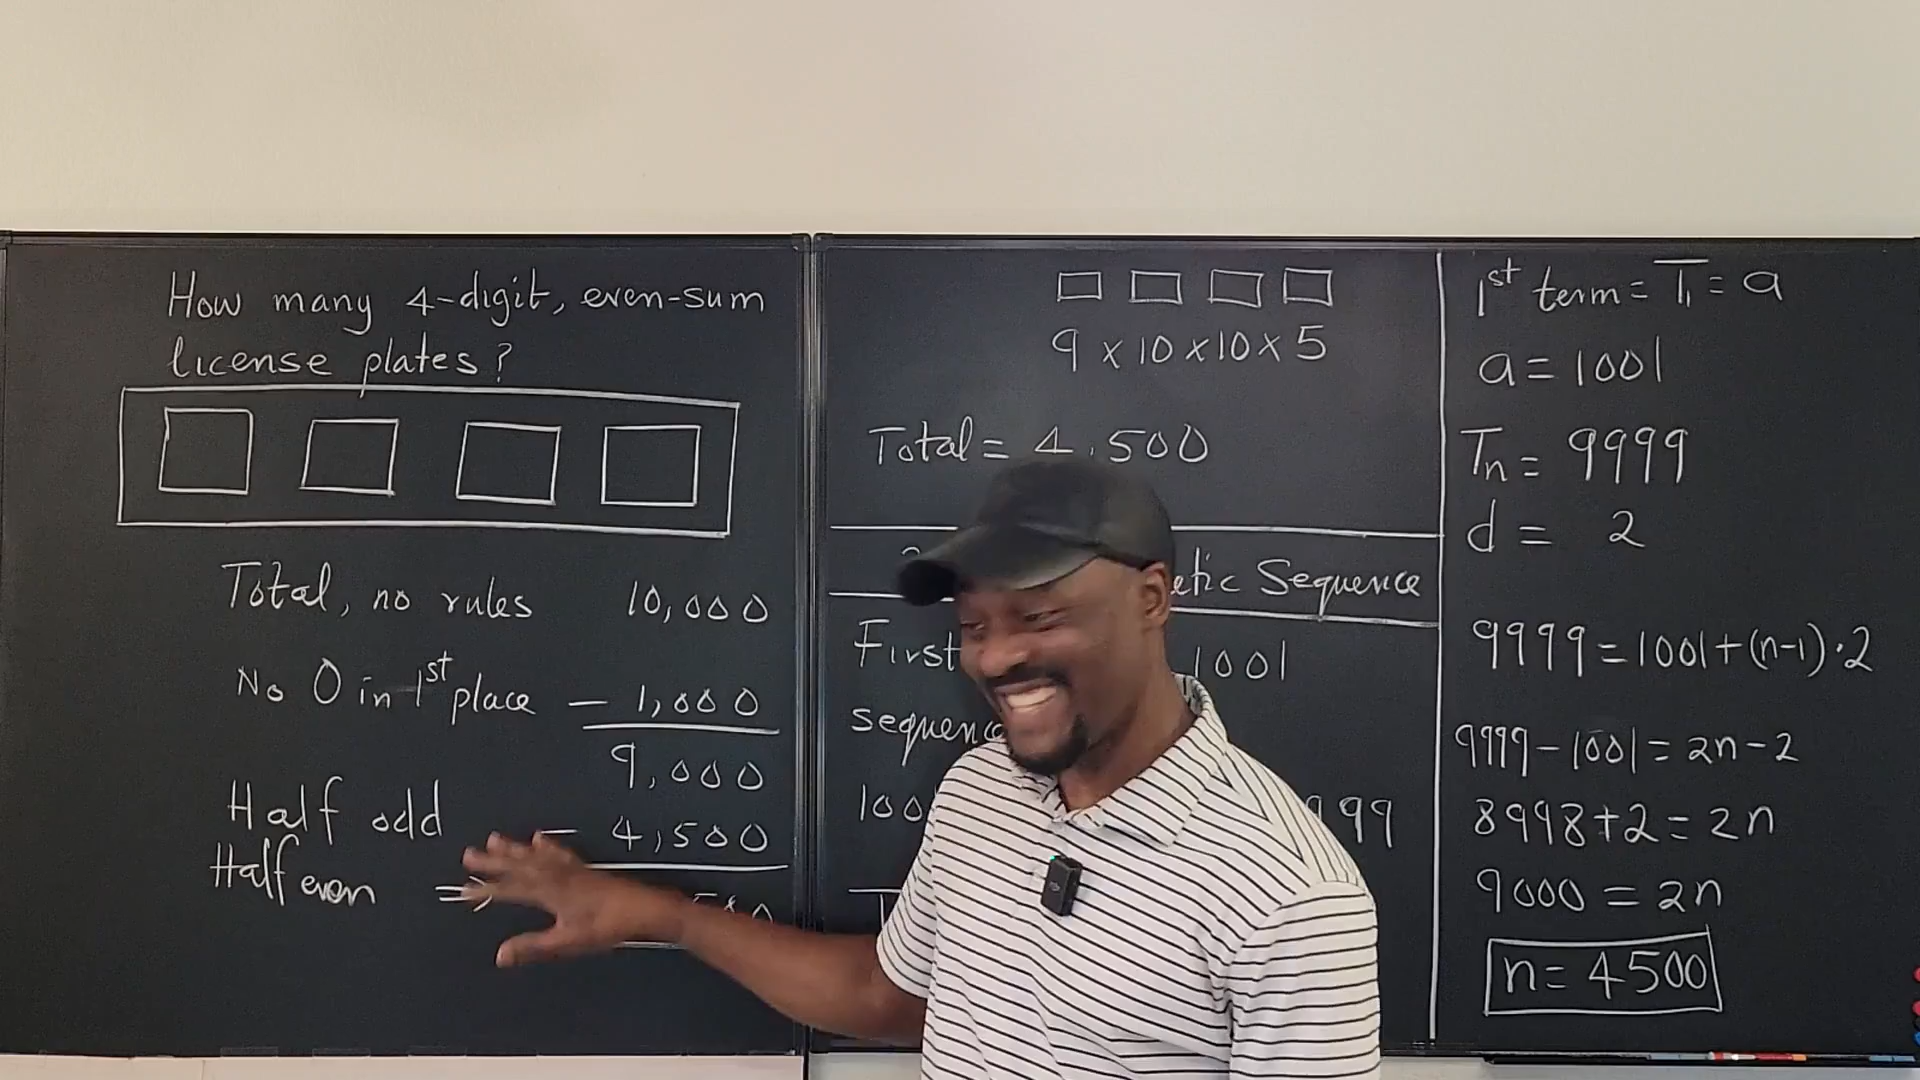 How many 4-digit, even-sum
license plates?
Total, no rules 10,000
No 0 in 1st place - 1,000
9,000
Half odd - 4,500
Half even =>
9 x 10 x 10 x 5
Total = 4,500
etic Sequence
First 1001
sequenc
100 999
1st term = T1 = a
a = 1001
Tn = 9999
d = 2
9999 = 1001 + (n-1)·2
9999 - 1001 = 2n - 2
8998 + 2 = 2n
9000 = 2n
n = 4500